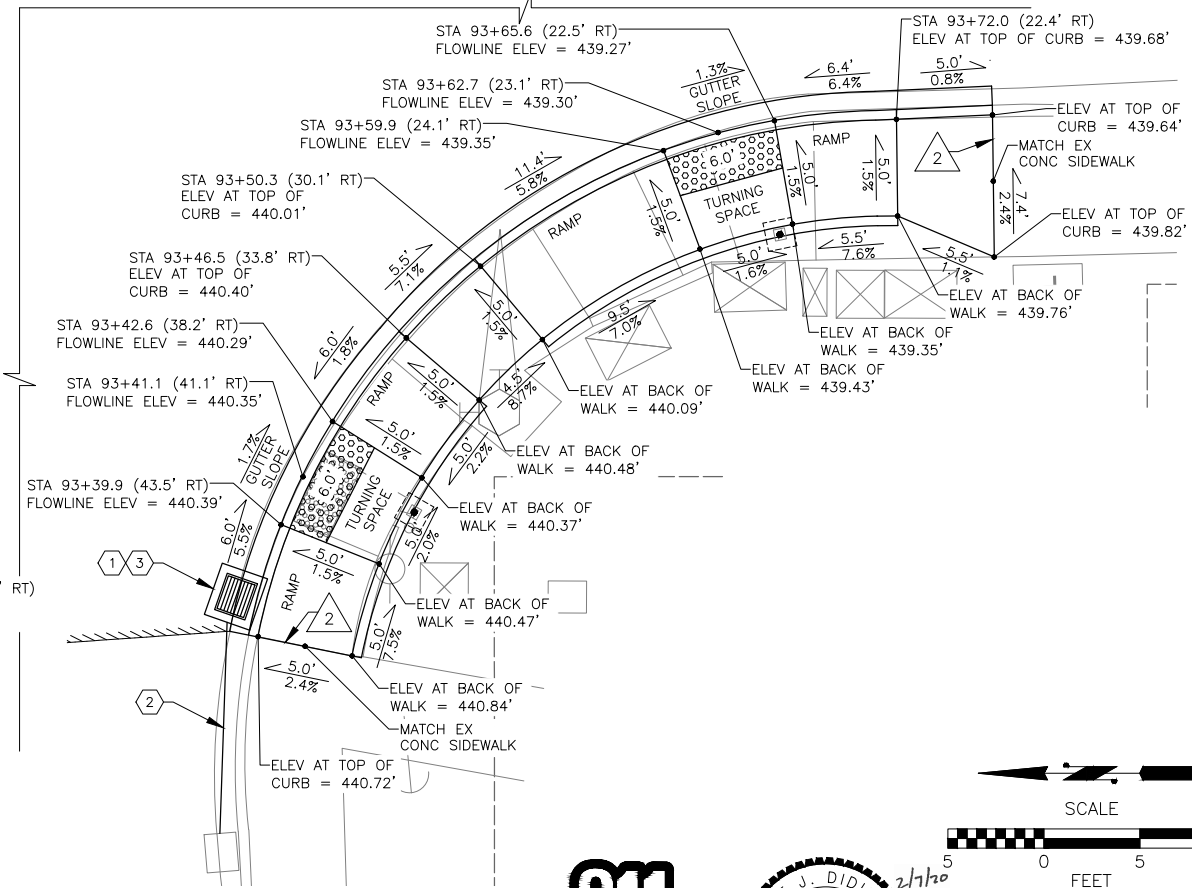 STA 93+65.6 (22.5' RT)
FLOWLINE ELEV = 439.27'
STA 93+72.0 (22.4' RT)
ELEV AT TOP OF CURB = 439.68'
STA 93+62.7 (23.1' RT)
FLOWLINE ELEV = 439.30'
1.3%
GUTTER
SLOPE
6.4'
6.4%
5.0'
0.8%
STA 93+59.9 (24.1' RT)
FLOWLINE ELEV = 439.35'
ELEV AT TOP OF
CURB = 439.64'
MATCH EX
CONC SIDEWALK
11.4'
5.8%
6.0'
RAMP
2
5.0'
1.5%
5.0'
1.5%
STA 93+50.3 (30.1' RT)
ELEV AT TOP OF
CURB = 440.01'
5.0'
1.5%
TURNING
SPACE
7.4'
2.4%
ELEV AT TOP OF
CURB = 439.82'
RAMP
5.0'
1.6%
5.5'
7.6%
5.5'
1.1%
STA 93+46.5 (33.8' RT)
ELEV AT TOP OF
CURB = 440.40'
5.5'
7.1%
5.0'
1.5%
9.5'
7.0%
ELEV AT BACK OF
WALK = 439.76'
ELEV AT BACK OF
WALK = 439.35'
ELEV AT BACK OF
WALK = 439.43'
STA 93+42.6 (38.2' RT)
FLOWLINE ELEV = 440.29'
6.0'
1.8%
RAMP
5.0'
1.5%
4.5'
8.7%
ELEV AT BACK OF
WALK = 440.09'
STA 93+41.1 (41.1' RT)
FLOWLINE ELEV = 440.35'
1.7%
GUTTER
SLOPE
5.0'
1.5%
5.0'
2.2%
ELEV AT BACK OF
WALK = 440.48'
STA 93+39.9 (43.5' RT)
FLOWLINE ELEV = 440.39'
6.0'
TURNING
SPACE
5.0'
2.0%
ELEV AT BACK OF
WALK = 440.37'
6.0'
5.5%
5.0'
1.5%
1 3
' RT)
RAMP
2
5.0'
7.5%
ELEV AT BACK OF
WALK = 440.47'
5.0'
2.4%
2
ELEV AT BACK OF
WALK = 440.84'
MATCH EX
CONC SIDEWALK
ELEV AT TOP OF
CURB = 440.72'
SCALE
5 0 5
FEET
J. DIDI
2/7/20